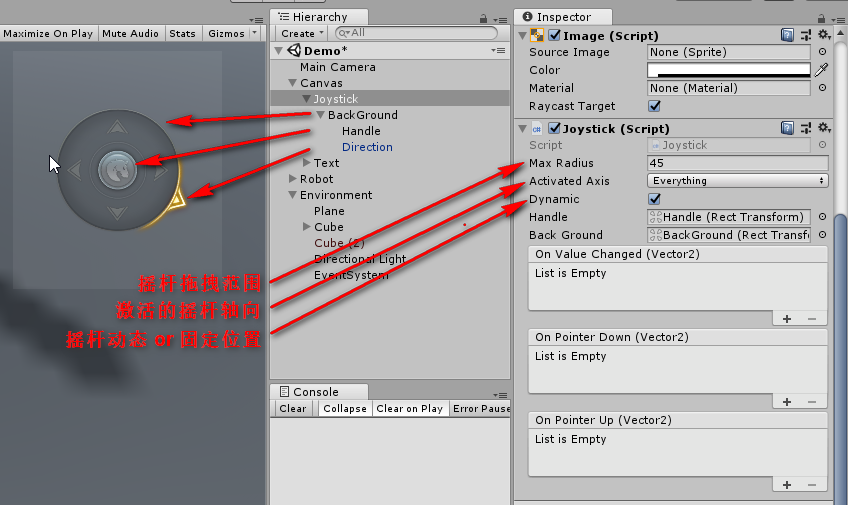 Maximize On Play
Mute Audio
Stats
Gizmos
Hierarchy
Create
All
Demo*
Main Camera
Canvas
Joystick
BackGround
Handle
Direction
Text
Robot
Environment
Plane
Cube
Cube (2)
Directional Light
EventSystem
摇杆拖拽范围
激活的摇杆轴向
摇杆动态 or 固定位置
Console
Clear
Collapse
Clear on Play
Error Pause
Inspector
Image (Script)
Source Image
None (Sprite)
Color
Material
None (Material)
Raycast Target
Joystick (Script)
Script
Joystick
Max Radius
45
Activated Axis
Everything
Dynamic
Handle
Handle (Rect Transform)
Back Ground
BackGround (Rect Transf
On Value Changed (Vector2)
List is Empty
On Pointer Down (Vector2)
List is Empty
On Pointer Up (Vector2)
List is Empty